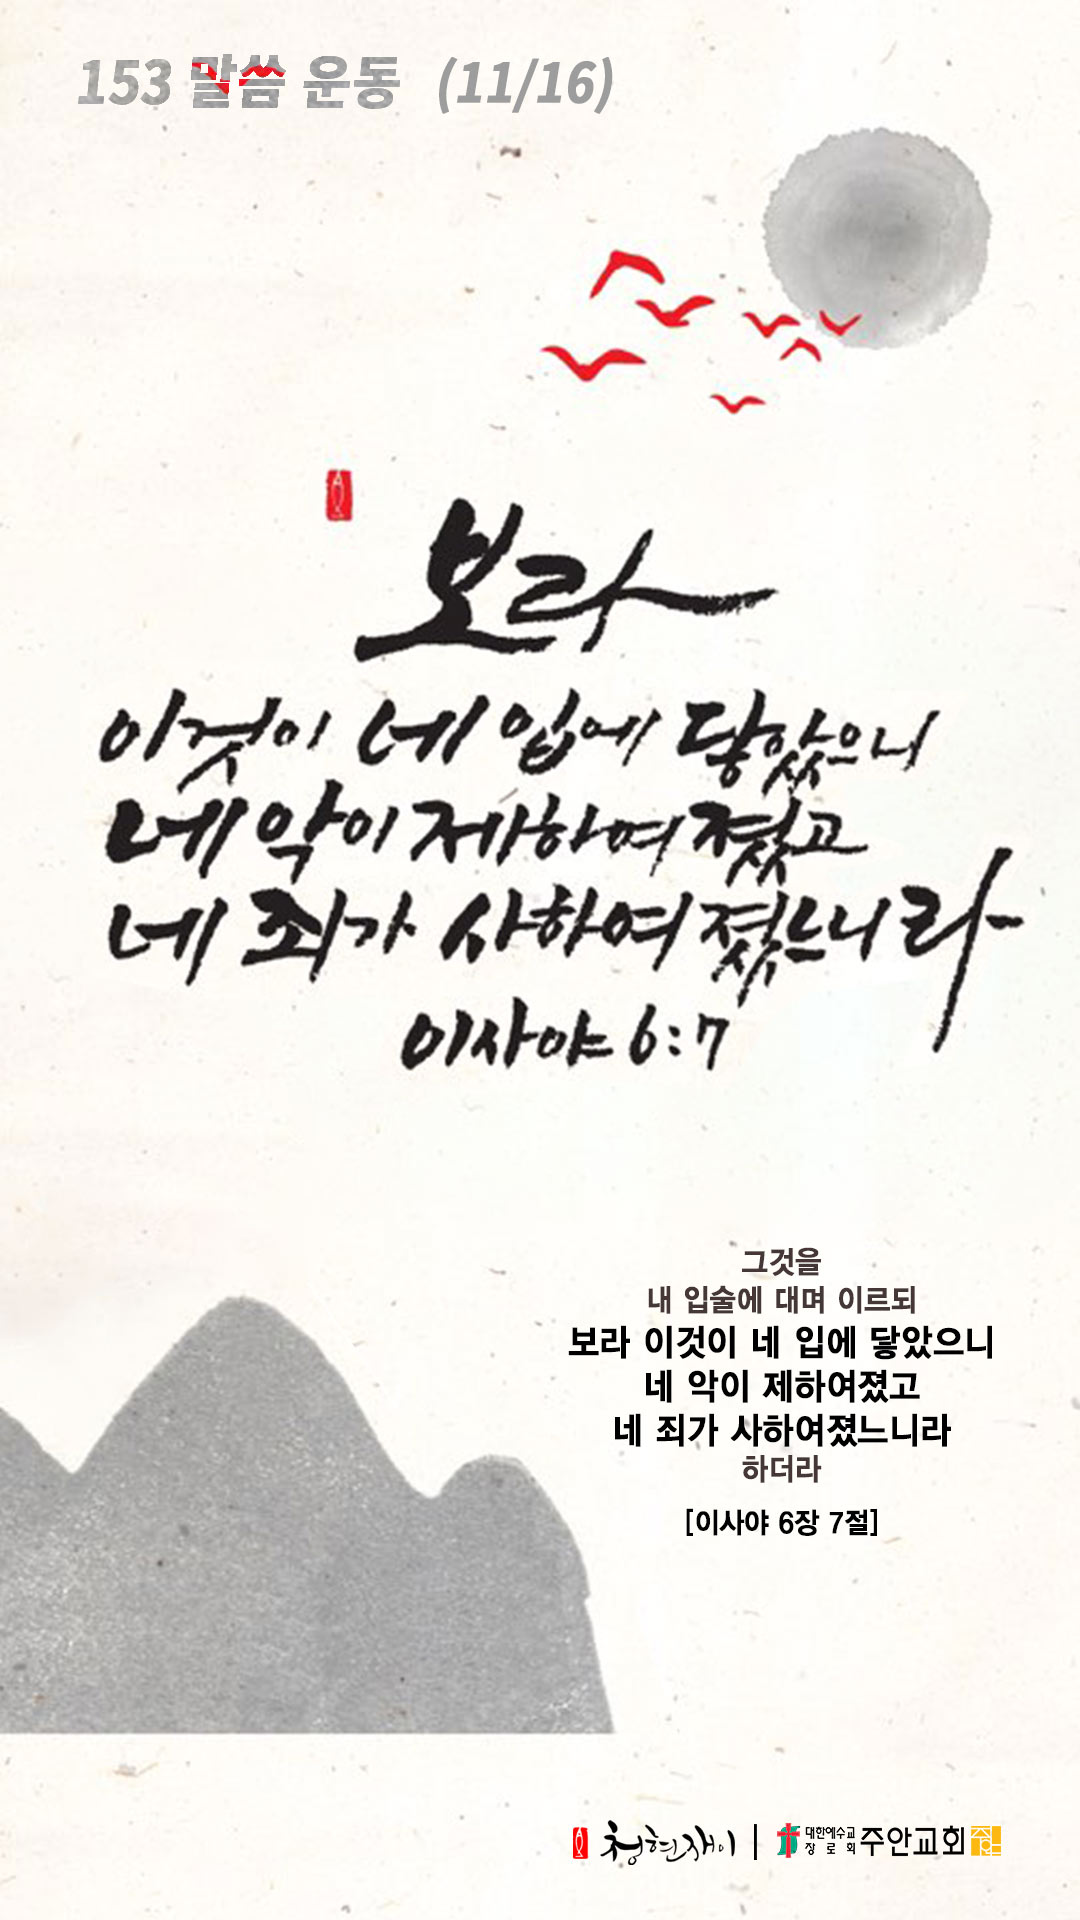 153 말씀 운동 (11/16)
보라
이것이 네 입에 닿았으니
네 악이 제하여졌고
네 죄가 사하여졌느니라
이사야 6:7
그것을
내 입술에 대며 이르되
보라 이것이 네 입에 닿았으니
네 악이 제하여졌고
네 죄가 사하여졌느니라
하더라
[이사야 6장 7절]
청현재이 | 대한예수교장로회 주안교회